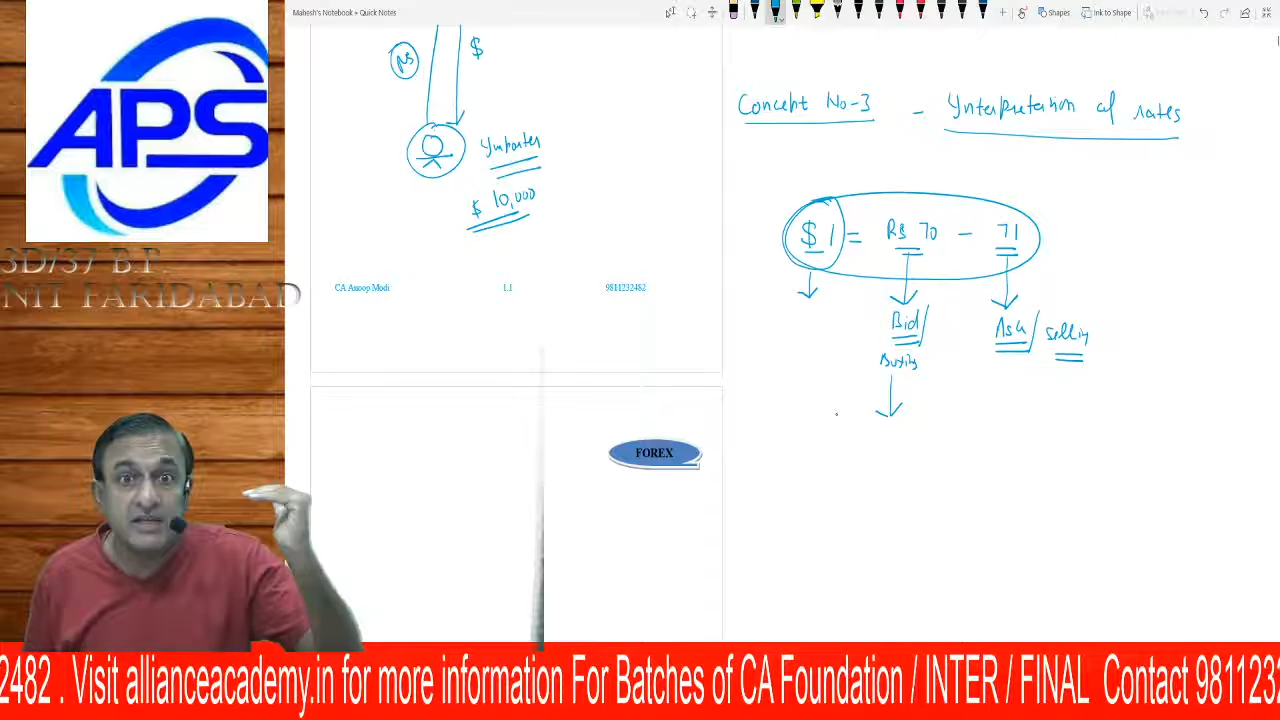 Mahesh's Notebook » Quick Notes
Shapes
Ink to Shape
APS
3D/37 B.P.
NIT FARIDABAD
Rs
$
Importer
$ 10,000
CA Anoop Modi
1.1
9811232482
FOREX
Concept No-3 - Interpretation of rates
$ 1 = Rs 70 - 71
Bid/
Buying
Ask/ selling
2482 . Visit allianceacademy.in for more information For Batches of CA Foundation / INTER / FINAL Contact 981123